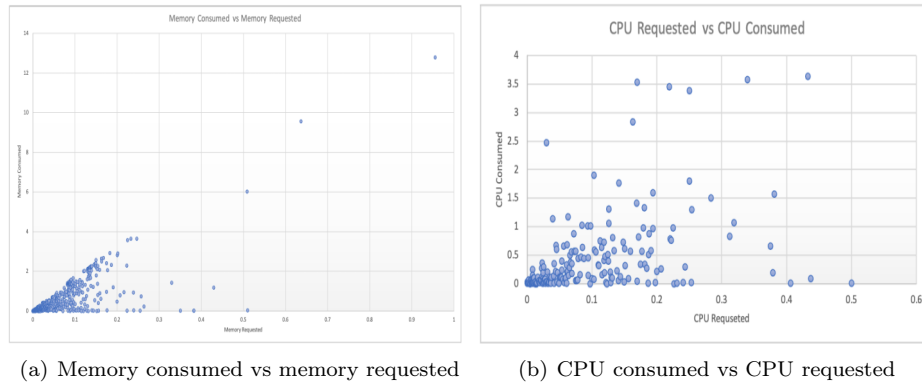 Memory Consumed vs Memory Requested
14
12
10
8
6
4
2
0
Memory Consumed
0 0.1 0.2 0.3 0.4 0.5 0.6 0.7 0.8 0.9 1
Memory Requested
CPU Requested vs CPU Consumed
4
3.5
3
2.5
2
1.5
1
0.5
0
CPU Consumed
0 0.1 0.2 0.3 0.4 0.5 0.6
CPU Requseted
(a) Memory consumed vs memory requested
(b) CPU consumed vs CPU requested